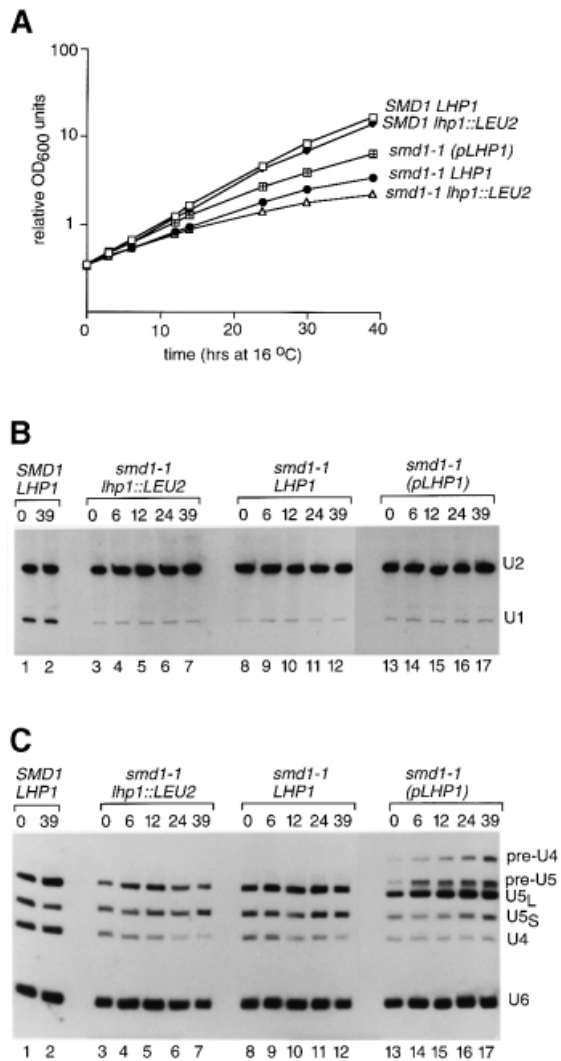 A
100
10
1
relative OD600 units
0 10 20 30 40
time (hrs at 16 °C)
SMD1 LHP1
SMD1 lhp1::LEU2
smd1-1 (pLHP1)
smd1-1 LHP1
smd1-1 lhp1::LEU2
B
SMD1 LHP1
smd1-1 lhp1::LEU2
smd1-1 LHP1
smd1-1 (pLHP1)
0 39 0 6 12 24 39 0 6 12 24 39 0 6 12 24 39
U2
U1
1 2 3 4 5 6 7 8 9 10 11 12 13 14 15 16 17
C
SMD1 LHP1
smd1-1 lhp1::LEU2
smd1-1 LHP1
smd1-1 (pLHP1)
0 39 0 6 12 24 39 0 6 12 24 39 0 6 12 24 39
pre-U4
pre-U5
U5L
U5S
U4
U6
1 2 3 4 5 6 7 8 9 10 11 12 13 14 15 16 17